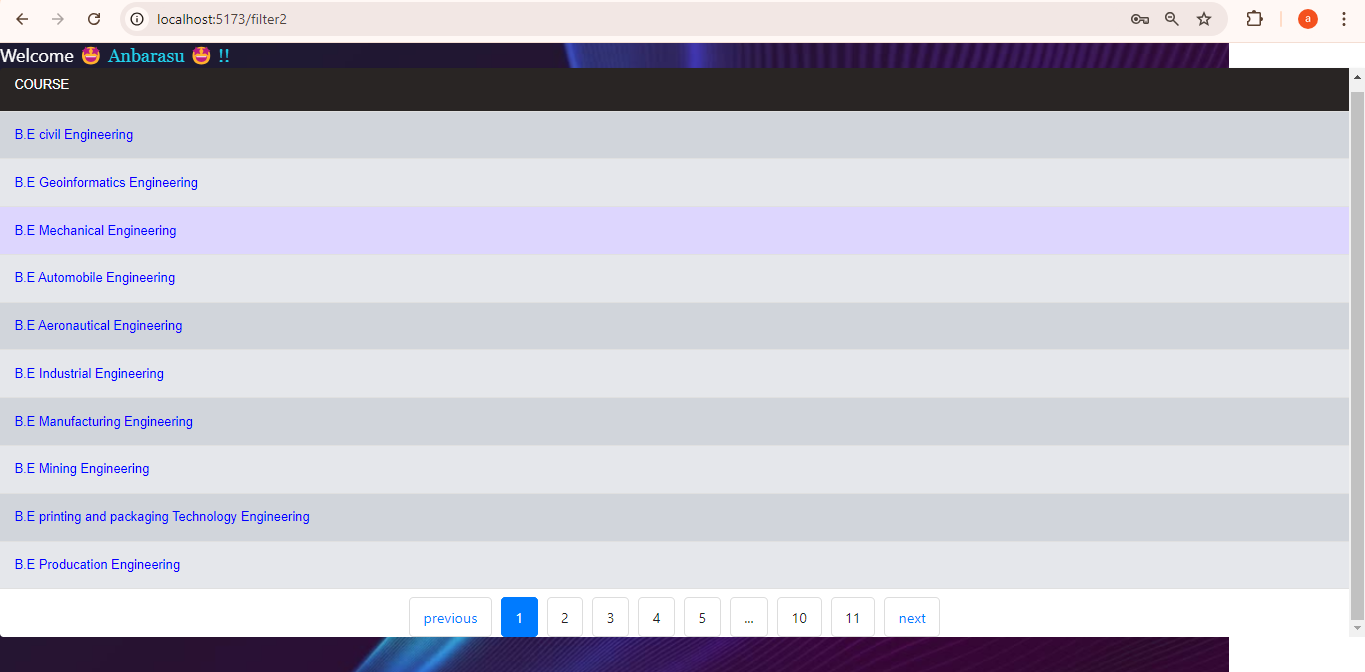 localhost:5173/filter2
a
Welcome 🤩 Anbarasu 🤩 !!
COURSE
B.E civil Engineering
B.E Geoinformatics Engineering
B.E Mechanical Engineering
B.E Automobile Engineering
B.E Aeronautical Engineering
B.E Industrial Engineering
B.E Manufacturing Engineering
B.E Mining Engineering
B.E printing and packaging Technology Engineering
B.E Producation Engineering
previous 1 2 3 4 5 ... 10 11 next